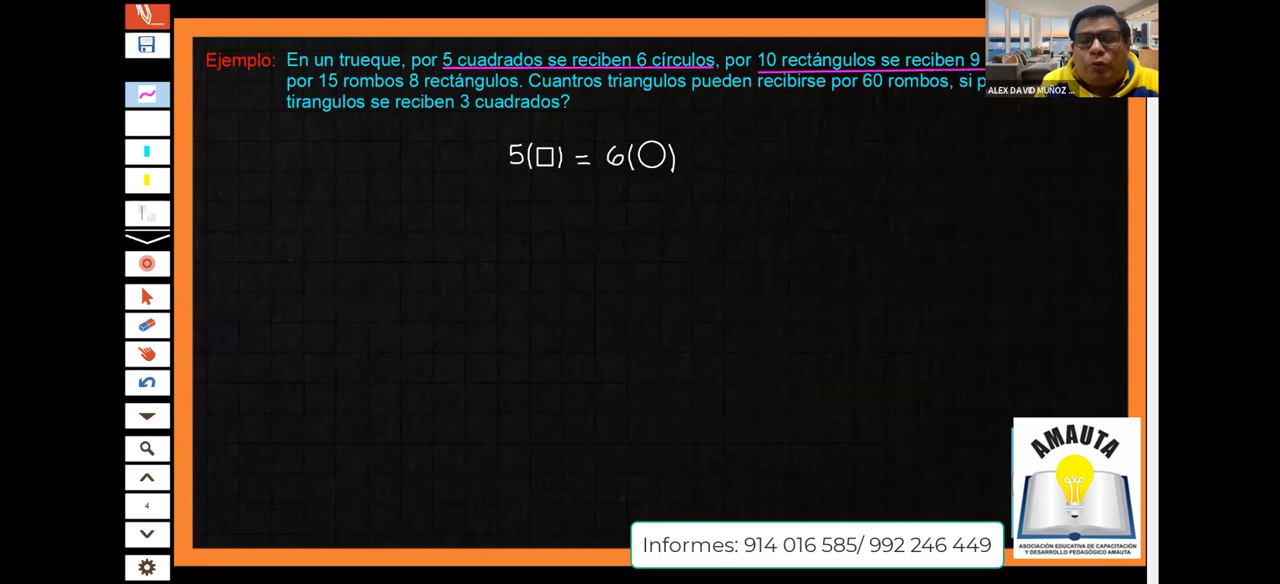 Ejemplo: En un trueque, por 5 cuadrados se reciben 6 círculos, por 10 rectángulos se reciben 9
por 15 rombos 8 rectángulos. Cuantros triangulos pueden recibirse por 60 rombos, si
tirangulos se reciben 3 cuadrados?
5(□) = 6(○)
ALEX DAVID MUÑOZ ...
4
AMAUTA
ASOCIACIÓN EDUCATIVA DE CAPACITACIÓN
Y DESARROLLO PEDAGÓGICO AMAUTA
Informes: 914 016 585/ 992 246 449